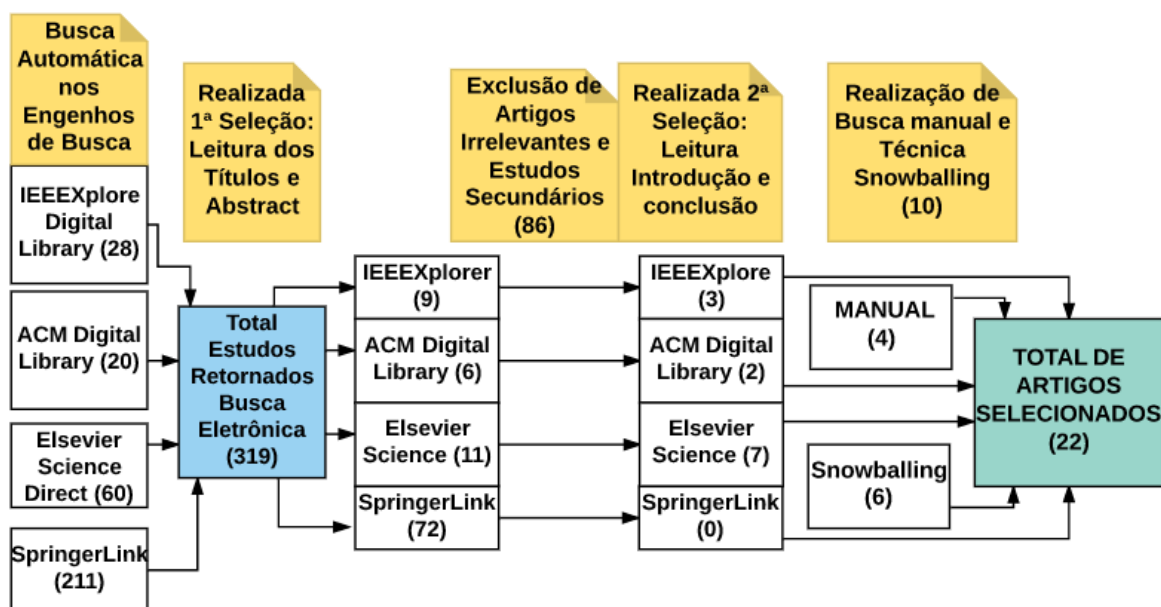 Busca
Automática
nos
Engenhos
de Busca
Realizada
1ª Seleção:
Leitura dos
Títulos e
Abstract
Exclusão de
Artigos
Irrelevantes e
Estudos
Secundários
(86)
Realizada 2ª
Seleção:
Leitura
Introdução e
conclusão
Realização de
Busca manual e
Técnica
Snowballing
(10)
IEEEXplore
Digital
Library (28)
ACM Digital
Library (20)
Elsevier
Science
Direct (60)
SpringerLink
(211)
Total
Estudos
Retornados
Busca
Eletrônica
(319)
IEEEXplorer
(9)
ACM Digital
Library (6)
Elsevier
Science (11)
SpringerLink
(72)
IEEEXplore
(3)
ACM Digital
Library (2)
Elsevier
Science (7)
SpringerLink
(0)
MANUAL
(4)
Snowballing
(6)
TOTAL DE
ARTIGOS
SELECIONADOS
(22)